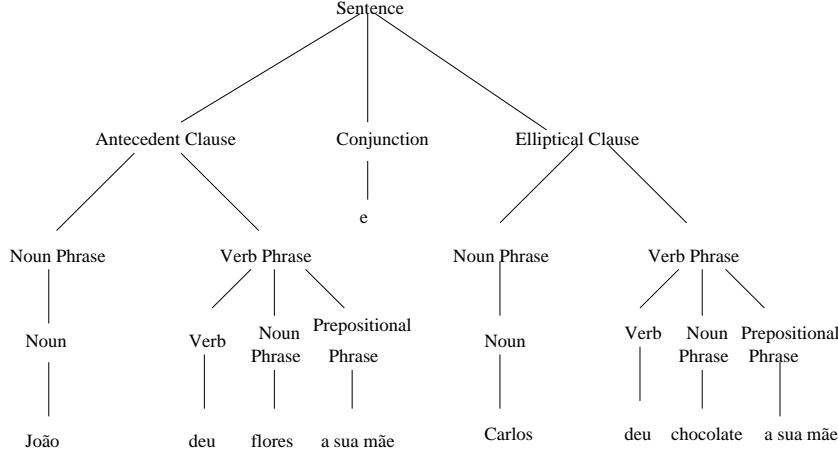 Sentence
Antecedent Clause Conjunction Elliptical Clause
e
Noun Phrase Verb Phrase Noun Phrase Verb Phrase
Noun Verb Noun Phrase Prepositional Phrase Noun Verb Noun Phrase Prepositional Phrase
João deu flores a sua mãe Carlos deu chocolate a sua mãe